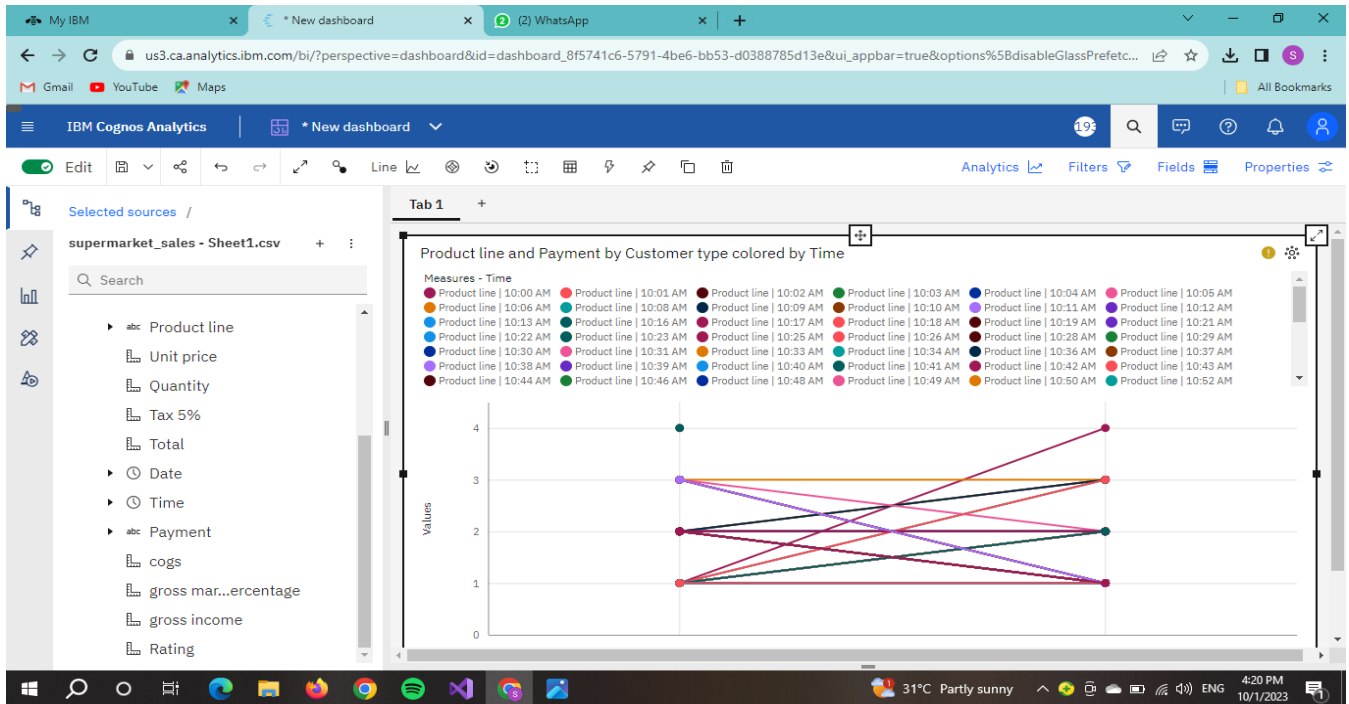 My IBM
* New dashboard
(2) WhatsApp
us3.ca.analytics.ibm.com/bi/?perspective=dashboard&id=dashboard_8f5741c6-5791-4be6-bb53-d0388785d13e&ui_appbar=true&options%5BdisableGlassPrefetc...
S
Gmail
YouTube
Maps
All Bookmarks
IBM Cognos Analytics
* New dashboard
Edit
Line
Analytics
Filters
Fields
Properties
Selected sources /
Tab 1
supermarket_sales - Sheet1.csv
Search
abc Product line
Unit price
Quantity
Tax 5%
Total
Date
Time
abc Payment
cogs
gross mar...ercentage
gross income
Rating
Product line and Payment by Customer type colored by Time
Measures - Time
Product line | 10:00 AM Product line | 10:01 AM Product line | 10:02 AM Product line | 10:03 AM Product line | 10:04 AM Product line | 10:05 AM
Product line | 10:06 AM Product line | 10:08 AM Product line | 10:09 AM Product line | 10:10 AM Product line | 10:11 AM Product line | 10:12 AM
Product line | 10:13 AM Product line | 10:16 AM Product line | 10:17 AM Product line | 10:18 AM Product line | 10:19 AM Product line | 10:21 AM
Product line | 10:22 AM Product line | 10:23 AM Product line | 10:25 AM Product line | 10:26 AM Product line | 10:28 AM Product line | 10:29 AM
Product line | 10:30 AM Product line | 10:31 AM Product line | 10:33 AM Product line | 10:34 AM Product line | 10:36 AM Product line | 10:37 AM
Product line | 10:38 AM Product line | 10:39 AM Product line | 10:40 AM Product line | 10:41 AM Product line | 10:42 AM Product line | 10:43 AM
Product line | 10:44 AM Product line | 10:46 AM Product line | 10:48 AM Product line | 10:49 AM Product line | 10:50 AM Product line | 10:52 AM
4
3
2
1
0
Values
31°C Partly sunny
ENG
4:20 PM
10/1/2023